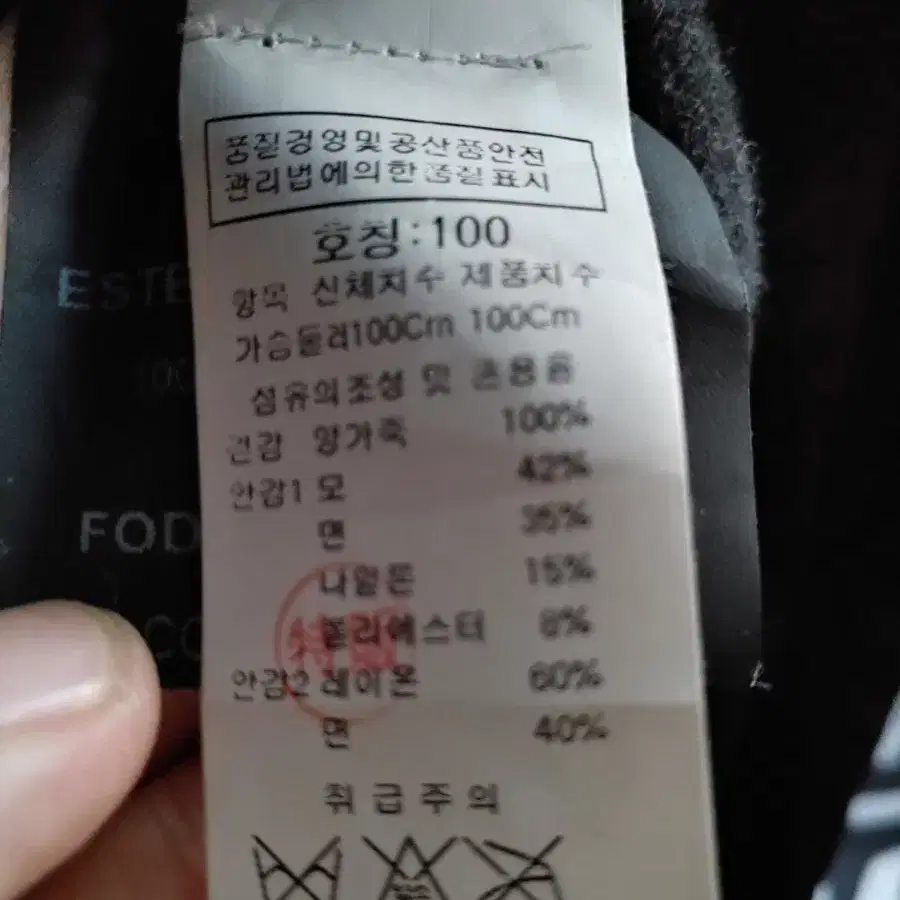 품질경영및공산품안전
관리법에의한품질표시
호칭:100
항목 신체치수 제품치수
가슴둘레100Cm 100Cm
섬유의조성 및 혼용율
겉감 양가죽 100%
안감1 모 42%
면 35%
나일론 15%
폴리에스터 8%
안감2 레이온 60%
면 40%
취급주의
ESTE
FOD
CO